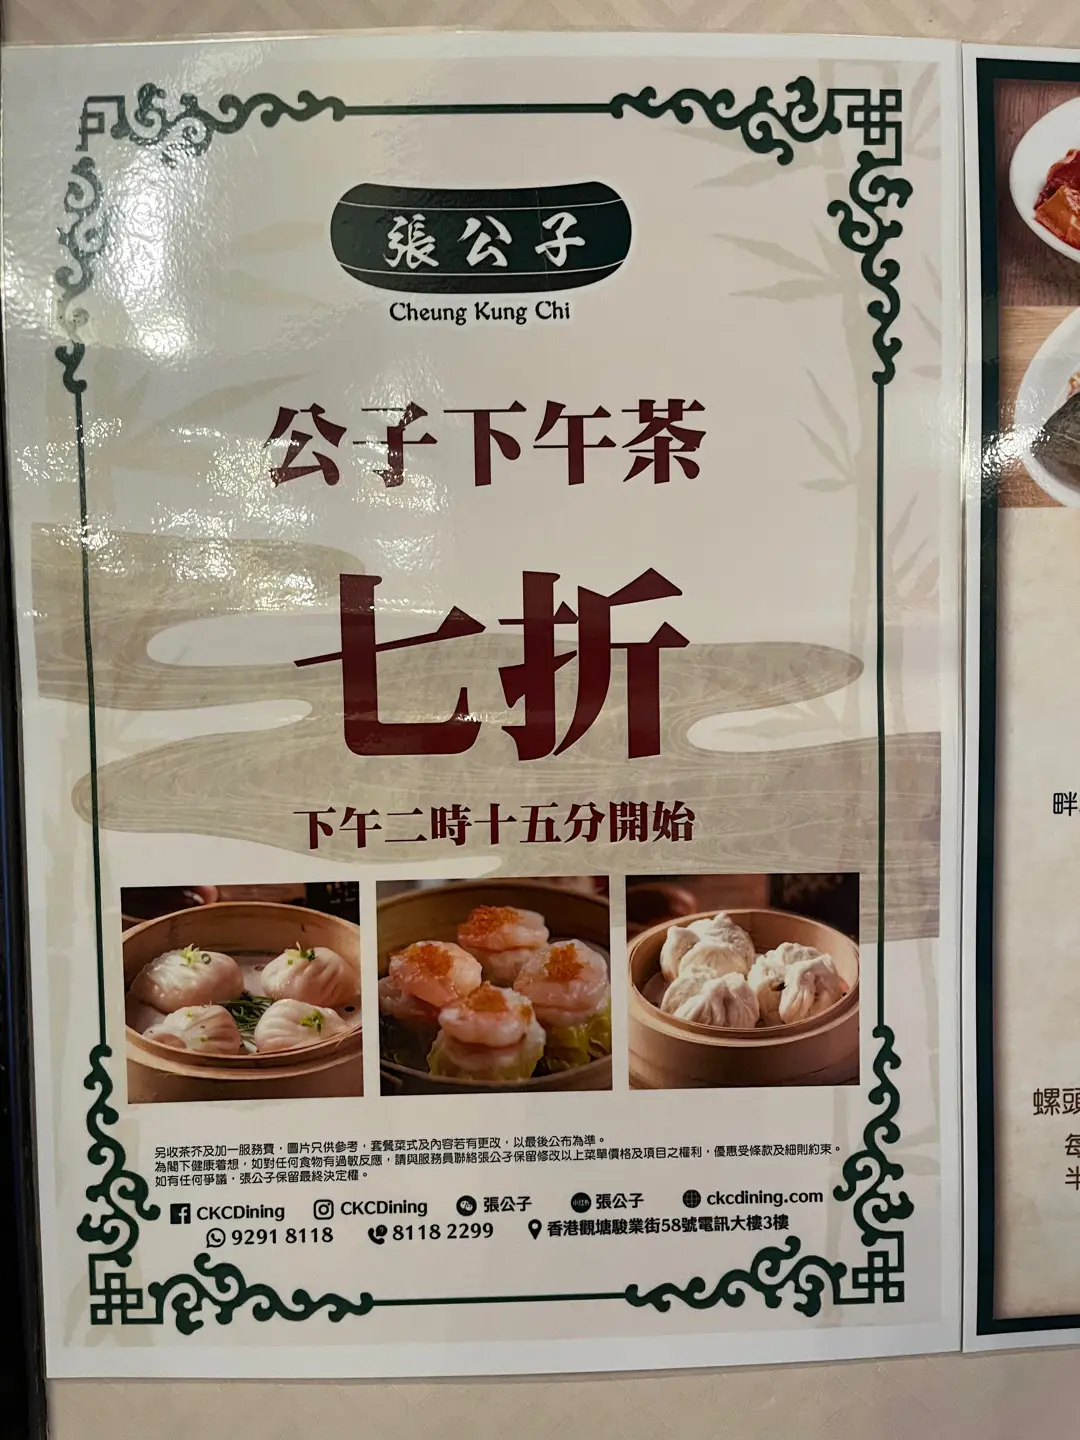 張公子
Cheung Kung Chi
公子下午茶
七折
下午二時十五分開始
另收茶芥及加一服務費，圖片只供參考，套餐菜式及內容若有更改，以最後公布為準。
為閣下健康着想，如對任何食物有過敏反應，請與服務員聯絡張公子保留修改以上菜單價格及項目之權利，優惠受條款及細則約束。
如有任何爭議，張公子保留最終決定權。
CKCDining CKCDining 張公子 小红书 張公子 ckcdining.com
9291 8118 8118 2299 香港觀塘駿業街58號電訊大樓3樓
畔
螺頭
每
半